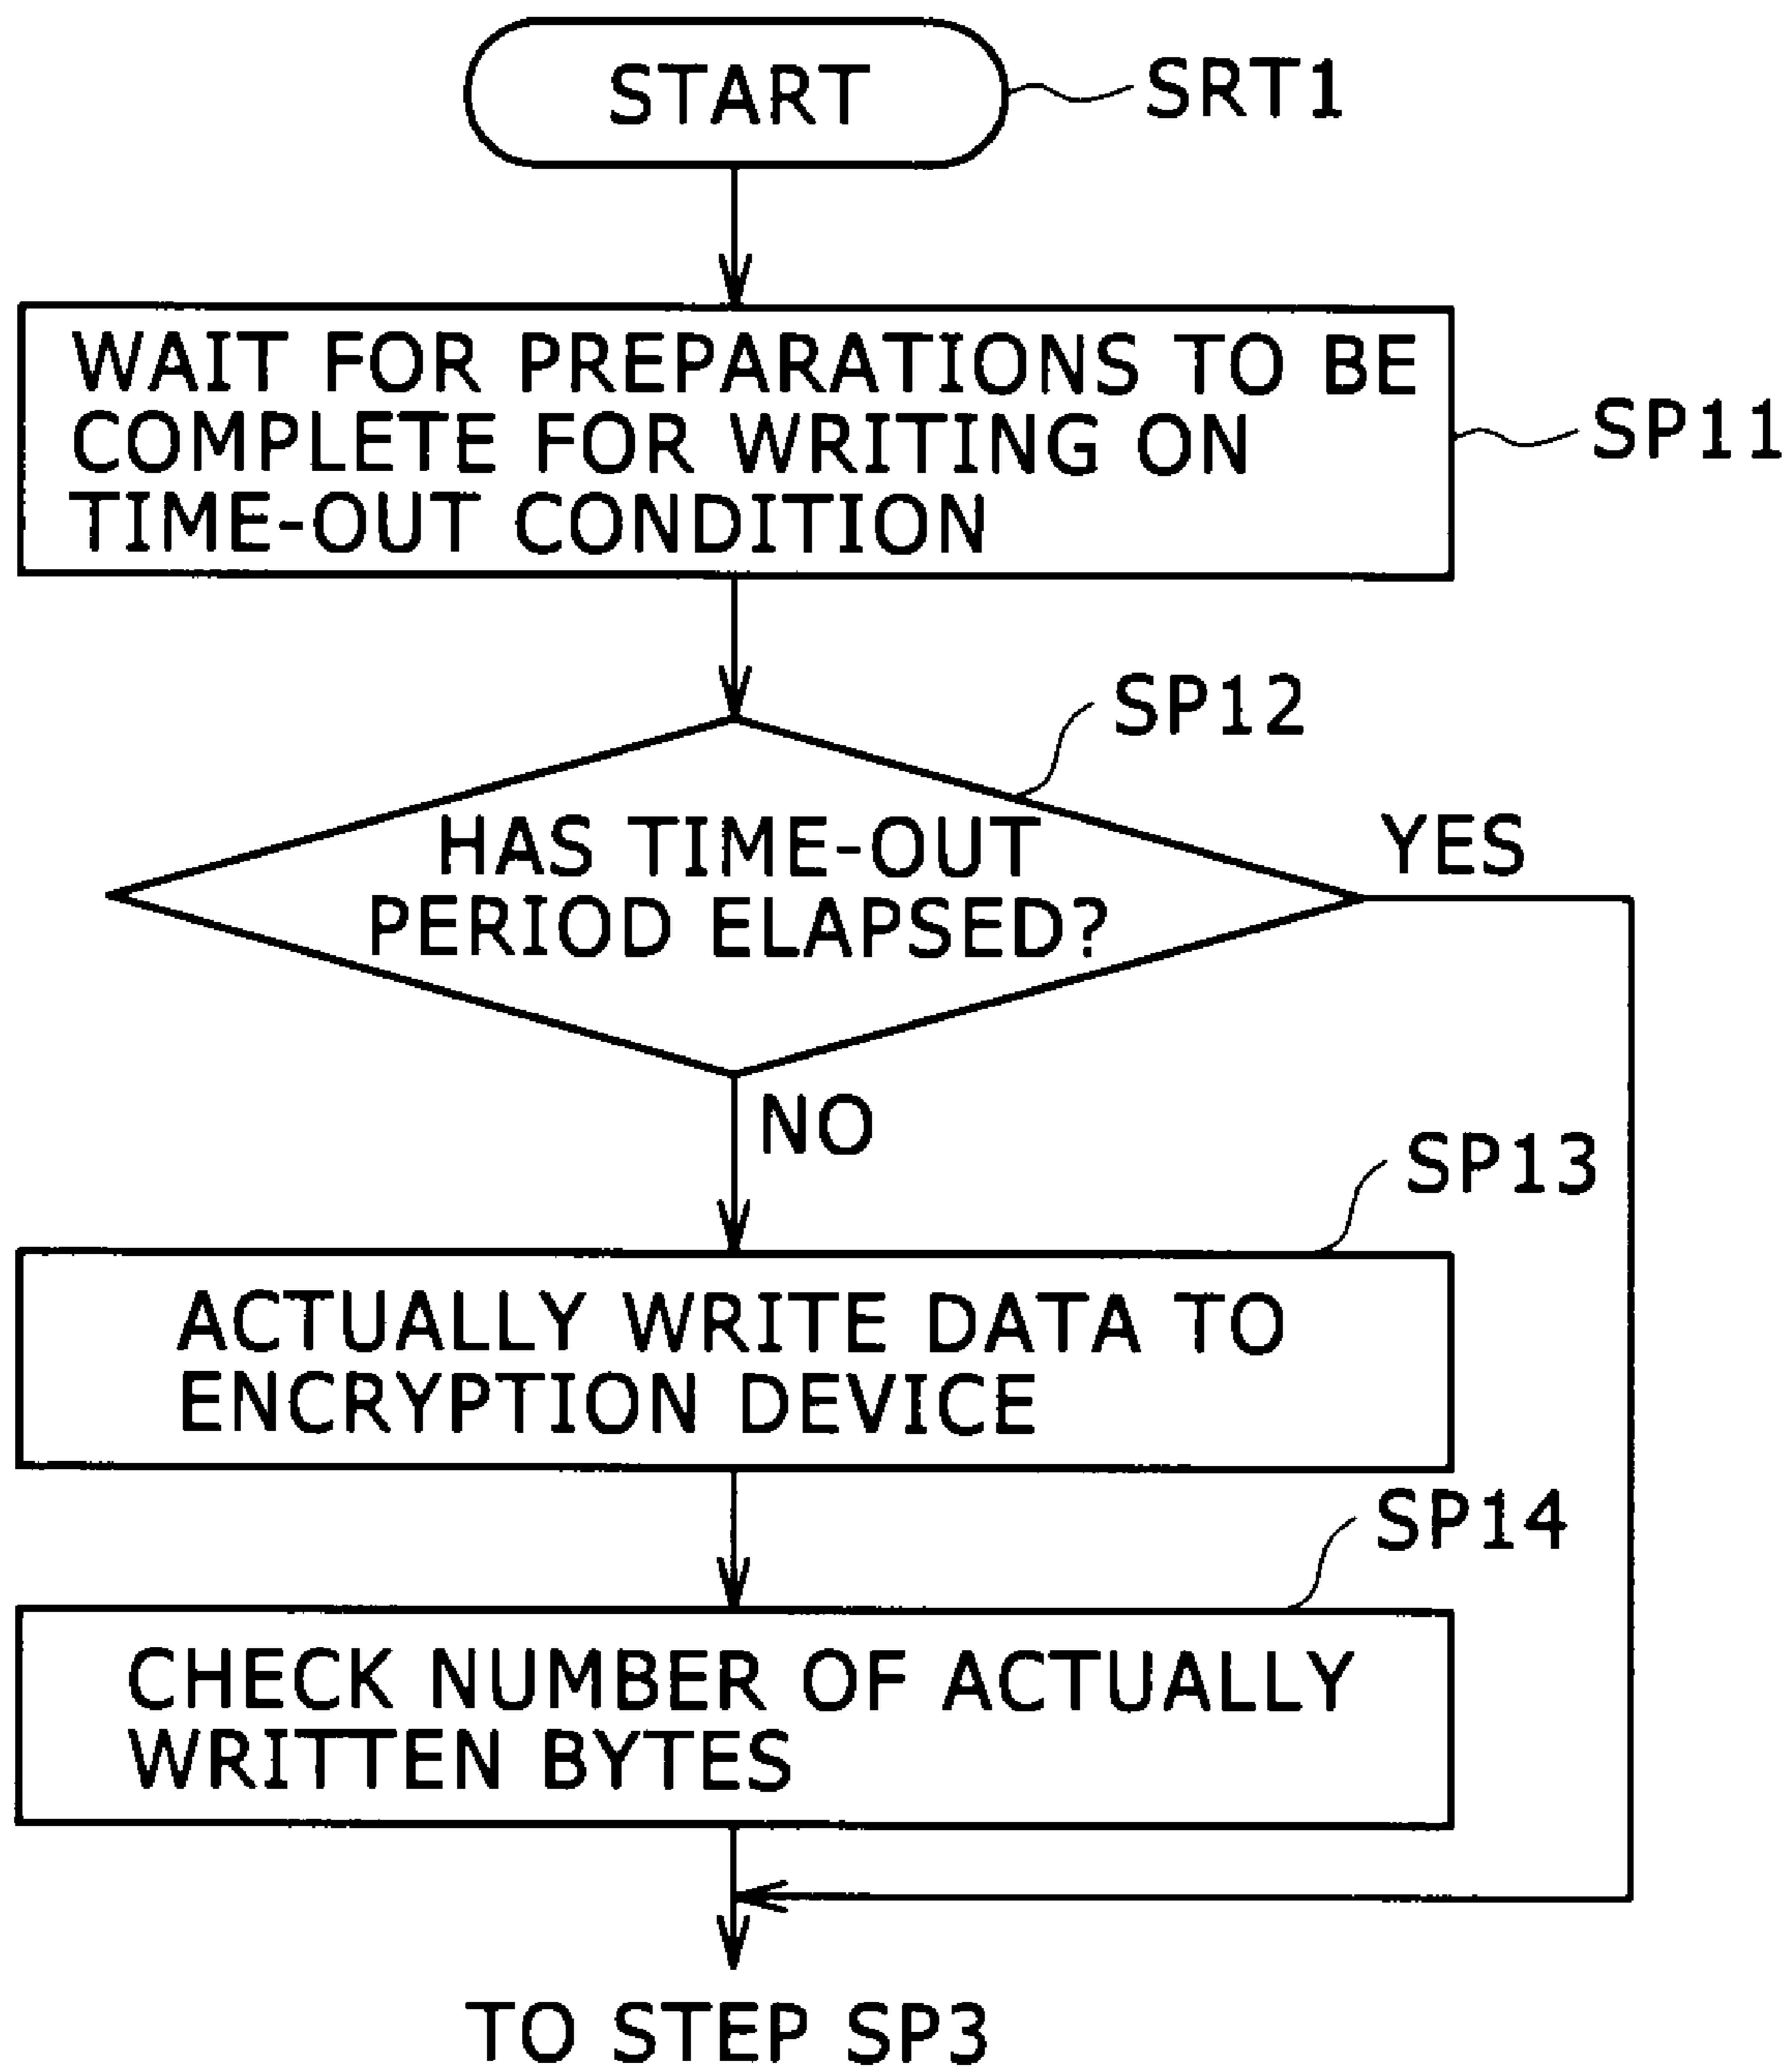 START
SRT1
WAIT FOR PREPARATIONS TO BE
COMPLETE FOR WRITING ON
TIME-OUT CONDITION
SP11
SP12
HAS TIME-OUT
PERIOD ELAPSED?
YES
NO
SP13
ACTUALLY WRITE DATA TO
ENCRYPTION DEVICE
SP14
CHECK NUMBER OF ACTUALLY
WRITTEN BYTES
TO STEP SP3